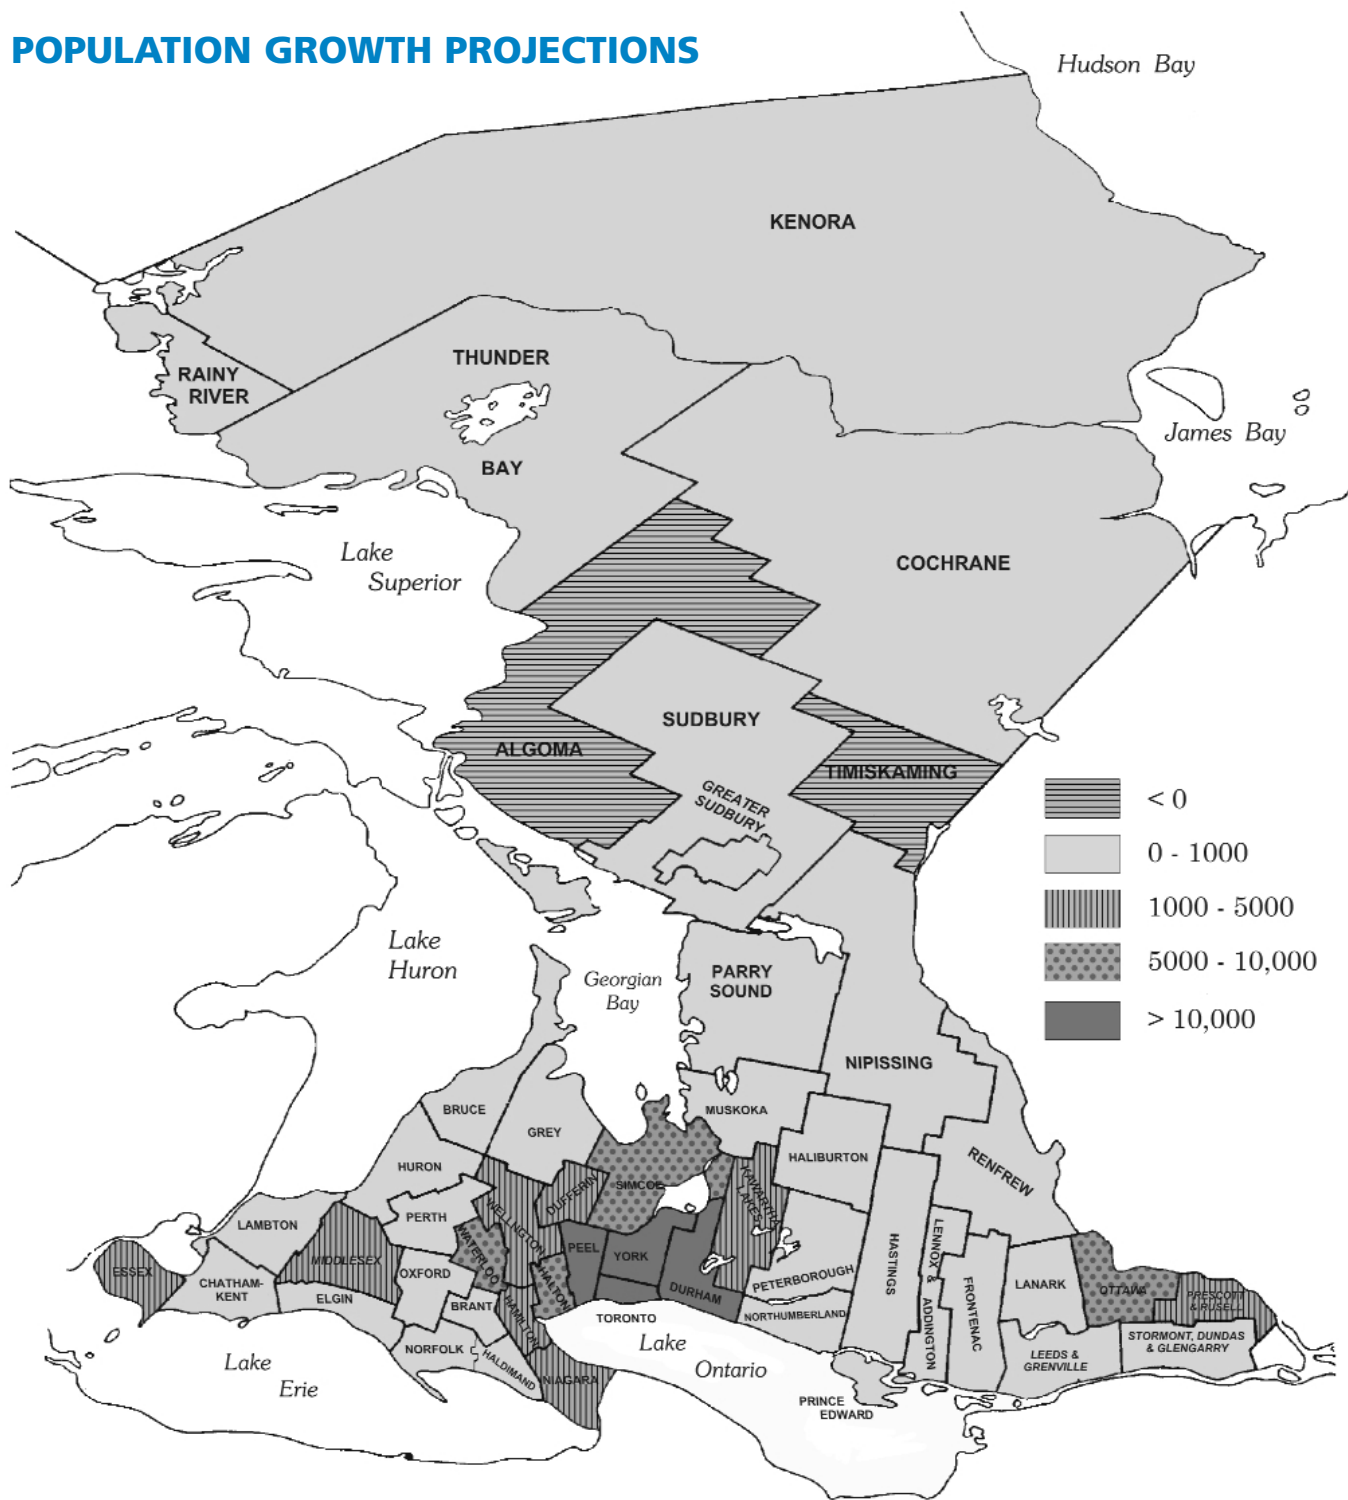 POPULATION GROWTH PROJECTIONS
Hudson Bay
KENORA
THUNDER
BAY
RAINY
RIVER
James Bay
Lake
Superior
COCHRANE
SUDBURY
ALGOMA
TIMISKAMING
GREATER
SUDBURY
< 0
0 - 1000
1000 - 5000
5000 - 10,000
> 10,000
Lake
Huron
Georgian
Bay
PARRY
SOUND
NIPISSING
BRUCE
GREY
MUSKOKA
HURON
SIMCOE
HALIBURTON
RENFREW
DUFFERIN
KAWARTHA
LAKES
LAMBTON
PERTH
WELLINGTON
WATERLOO
PEEL
YORK
DURHAM
PETERBOROUGH
HASTINGS
LENNOX &
ADDINGTON
FRONTENAC
LANARK
OTTAWA
PRESCOTT
& RUSELL
ESSEX
CHATHAM-
KENT
MIDDLESEX
OXFORD
ELGIN
BRANT
HAMILTON
HALTON
TORONTO
NORTHUMBERLAND
STORMONT, DUNDAS
& GLENGARRY
LEEDS &
GRENVILLE
NORFOLK
HALDIMAND
NIAGARA
Lake
Ontario
Lake
Erie
PRINCE
EDWARD